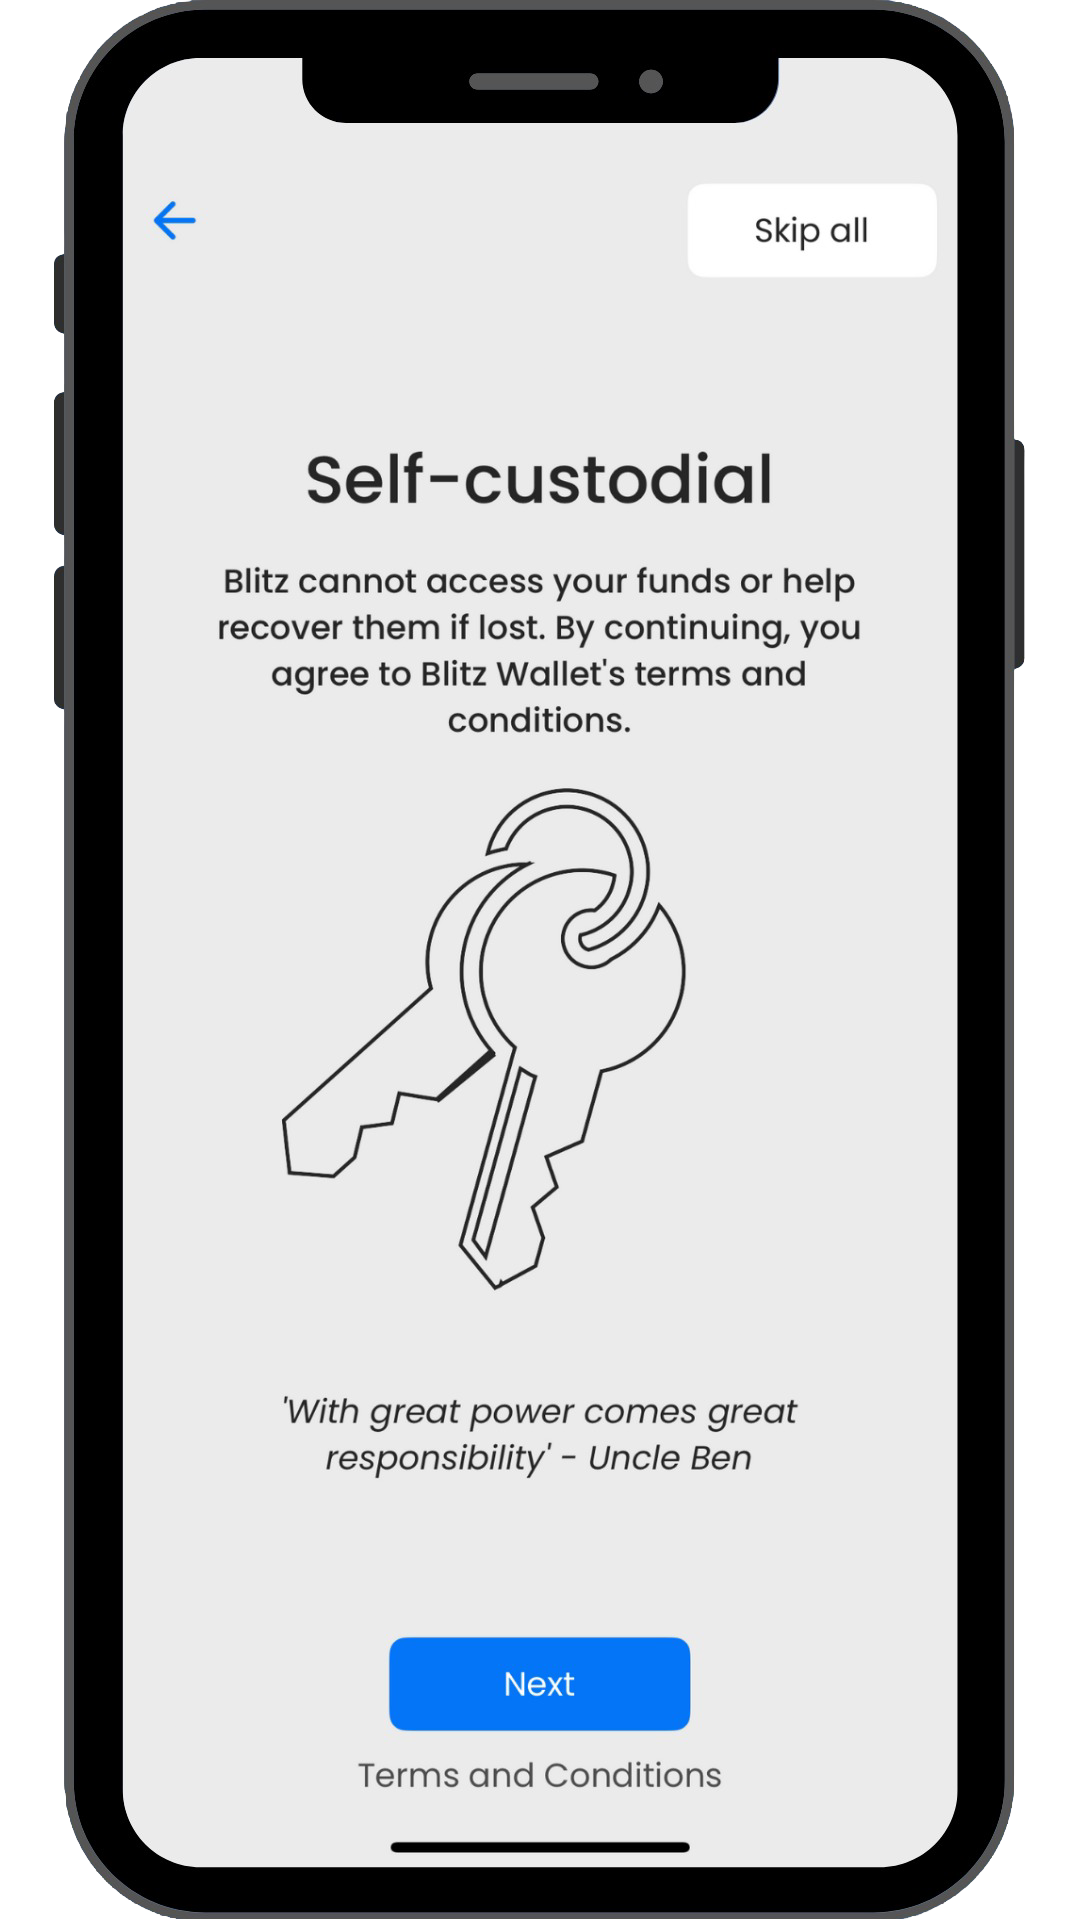 Skip all
Self-custodial
Blitz cannot access your funds or help
recover them if lost. By continuing, you
agree to Blitz Wallet's terms and
conditions.
'With great power comes great
responsibility' - Uncle Ben
Next
Terms and Conditions